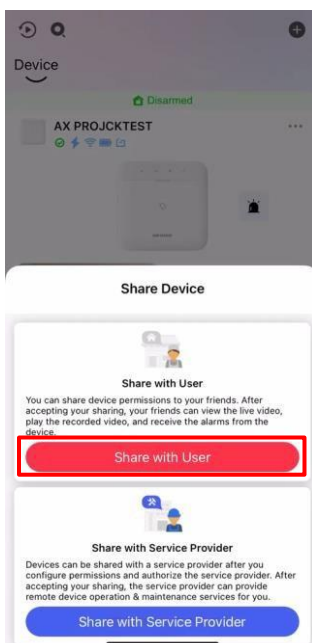 Device
Disarmed
AX PROJCKTEST
Share Device
Share with User
You can share device permissions to your friends. After
accepting your sharing, your friends can view the live video,
play the recorded video, and receive the alarms from the
device.
Share with User
Share with Service Provider
Devices can be shared with a service provider after you
configure permissions and authorize the service provider. After
accepting your sharing, the service provider can provide
remote device operation & maintenance services for you.
Share with Service Provider